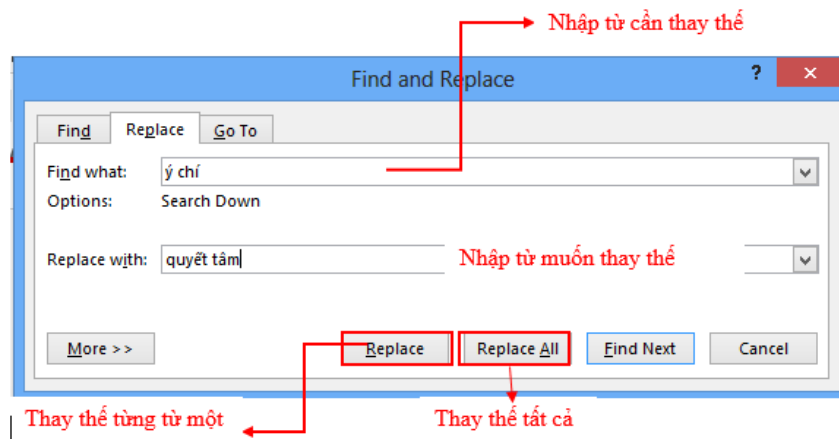 Nhập từ cần thay thế
Find and Replace
?
Find Replace Go To
Find what: ý chí
Options: Search Down
Replace with: quyết tâm Nhập từ muốn thay thế
More >> Replace Replace All Find Next Cancel
Thay thế từng từ một Thay thế tất cả